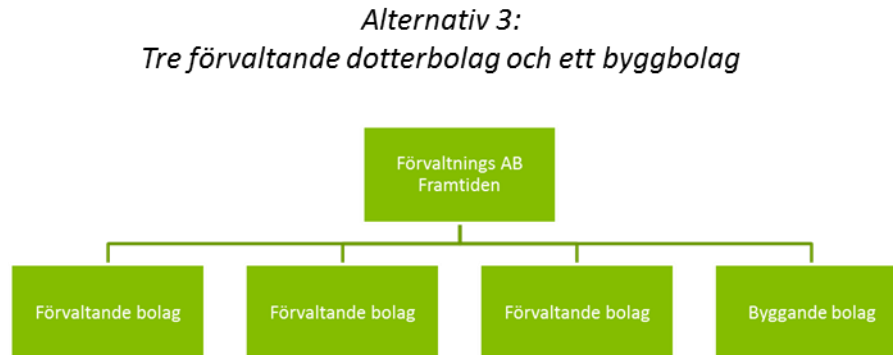 Alternativ 3:
Tre förvaltande dotterbolag och ett byggbolag
Förvaltnings AB
Framtiden
Förvaltande bolag
Förvaltande bolag
Förvaltande bolag
Byggande bolag